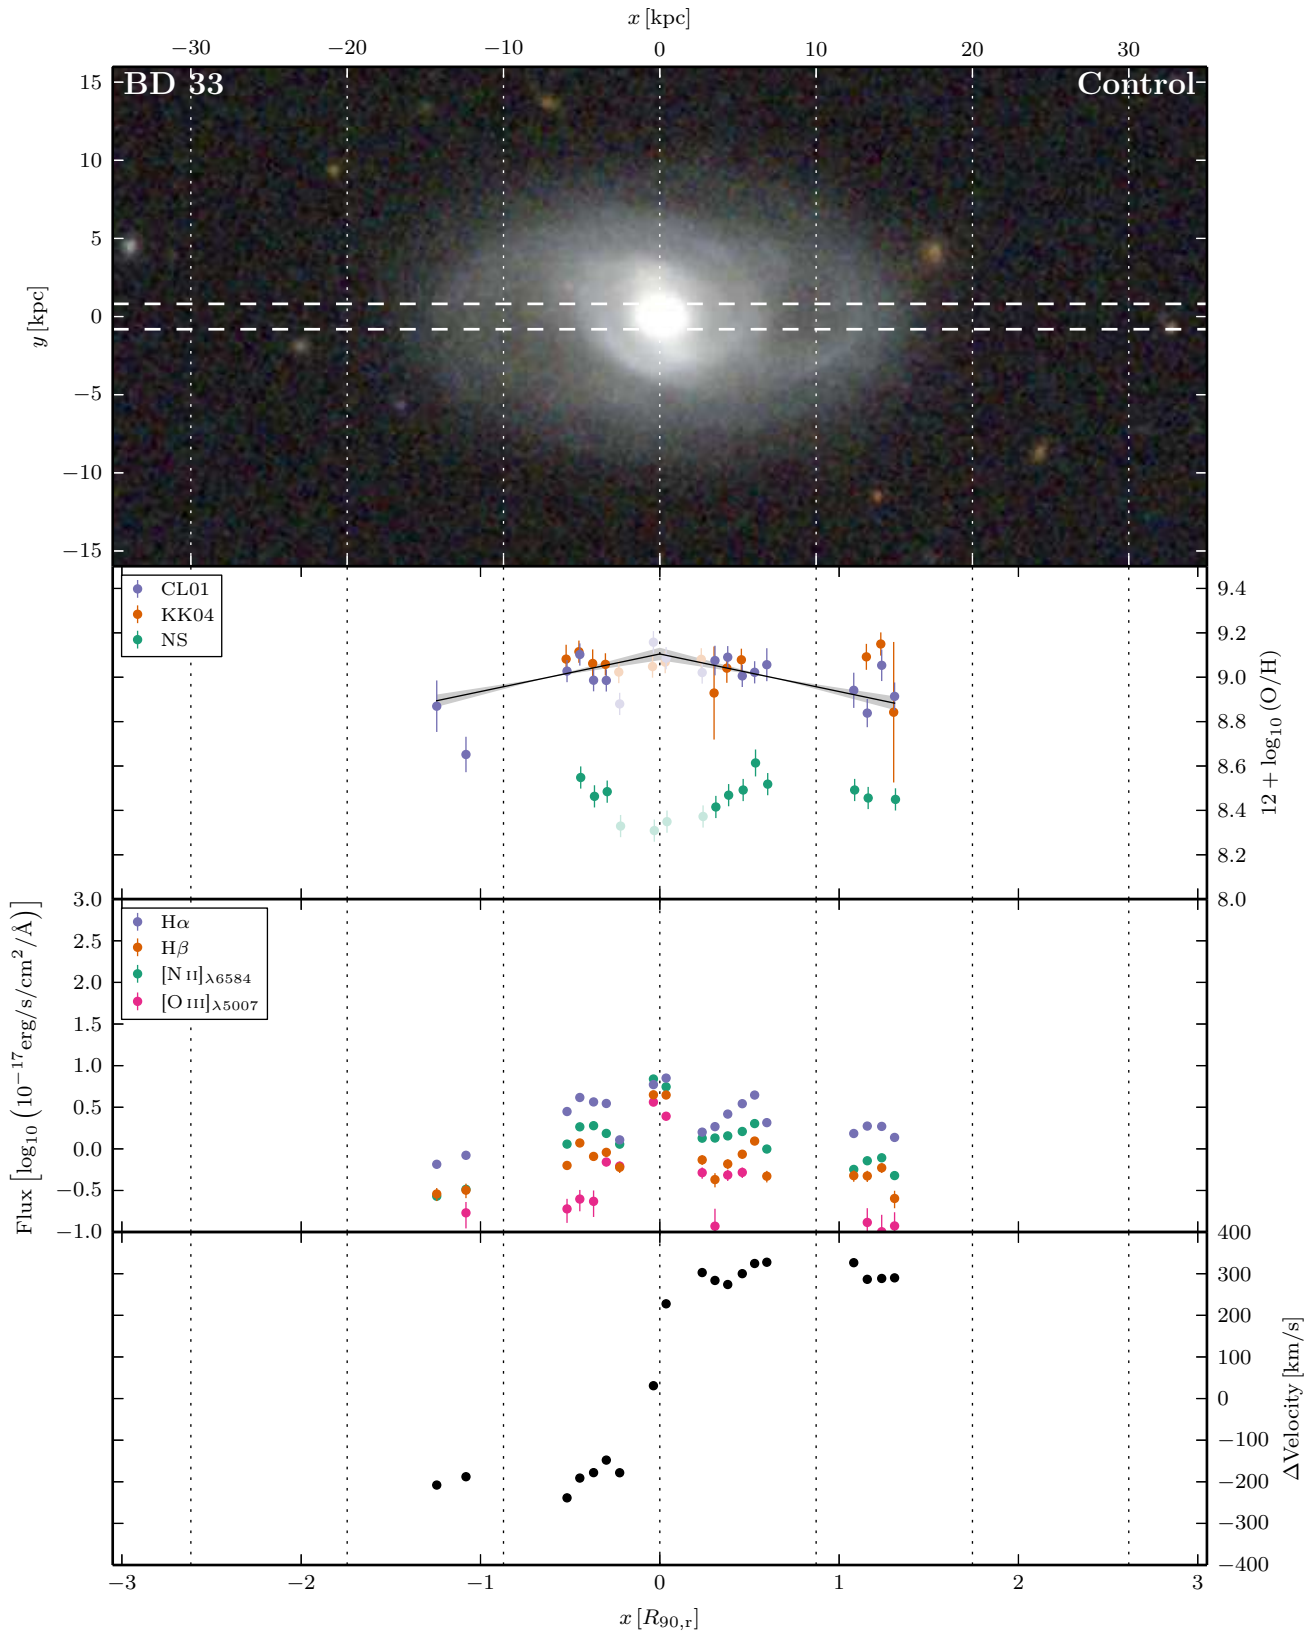 x [kpc]
−30 −20 −10 0 10 20 30
BD 33 Control
15
10
5
0
−5
−10
−15
y [kpc]
CL01
KK04
NS
9.4
9.2
9.0
8.8
8.6
8.4
8.2
8.0
12 + log₁₀ (O/H)
3.0
2.5
2.0
1.5
1.0
0.5
0.0
−0.5
−1.0
Flux [log₁₀ (10⁻¹⁷erg/s/cm²/Å)]
Hα
Hβ
[N II]λ6584
[O III]λ5007
400
300
200
100
0
−100
−200
−300
−400
ΔVelocity [km/s]
−3 −2 −1 0 1 2 3
x [R₉₀,ᵣ]